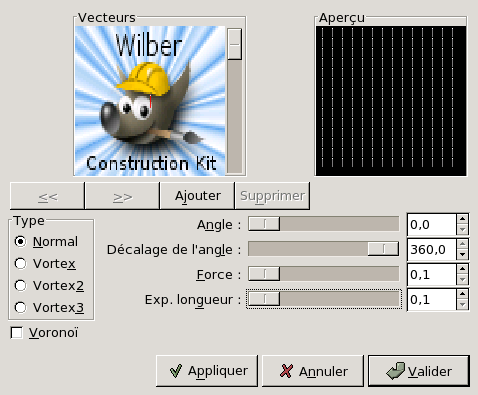 Vecteurs
Aperçu
Wilber
Construction Kit
<<
>>
Ajouter
Supprimer
Type
Normal
Vortex
Vortex2
Vortex3
Voronoï
Angle : 0,0
Décalage de l'angle : 360,0
Force : 0,1
Exp. longueur : 0,1
Appliquer
Annuler
Valider